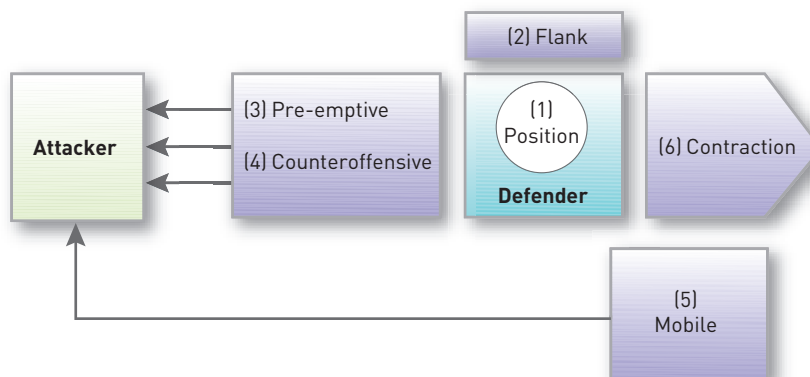 (2) Flank
Attacker
(3) Pre-emptive
(4) Counteroffensive
(1)
Position
Defender
(6) Contraction
(5)
Mobile